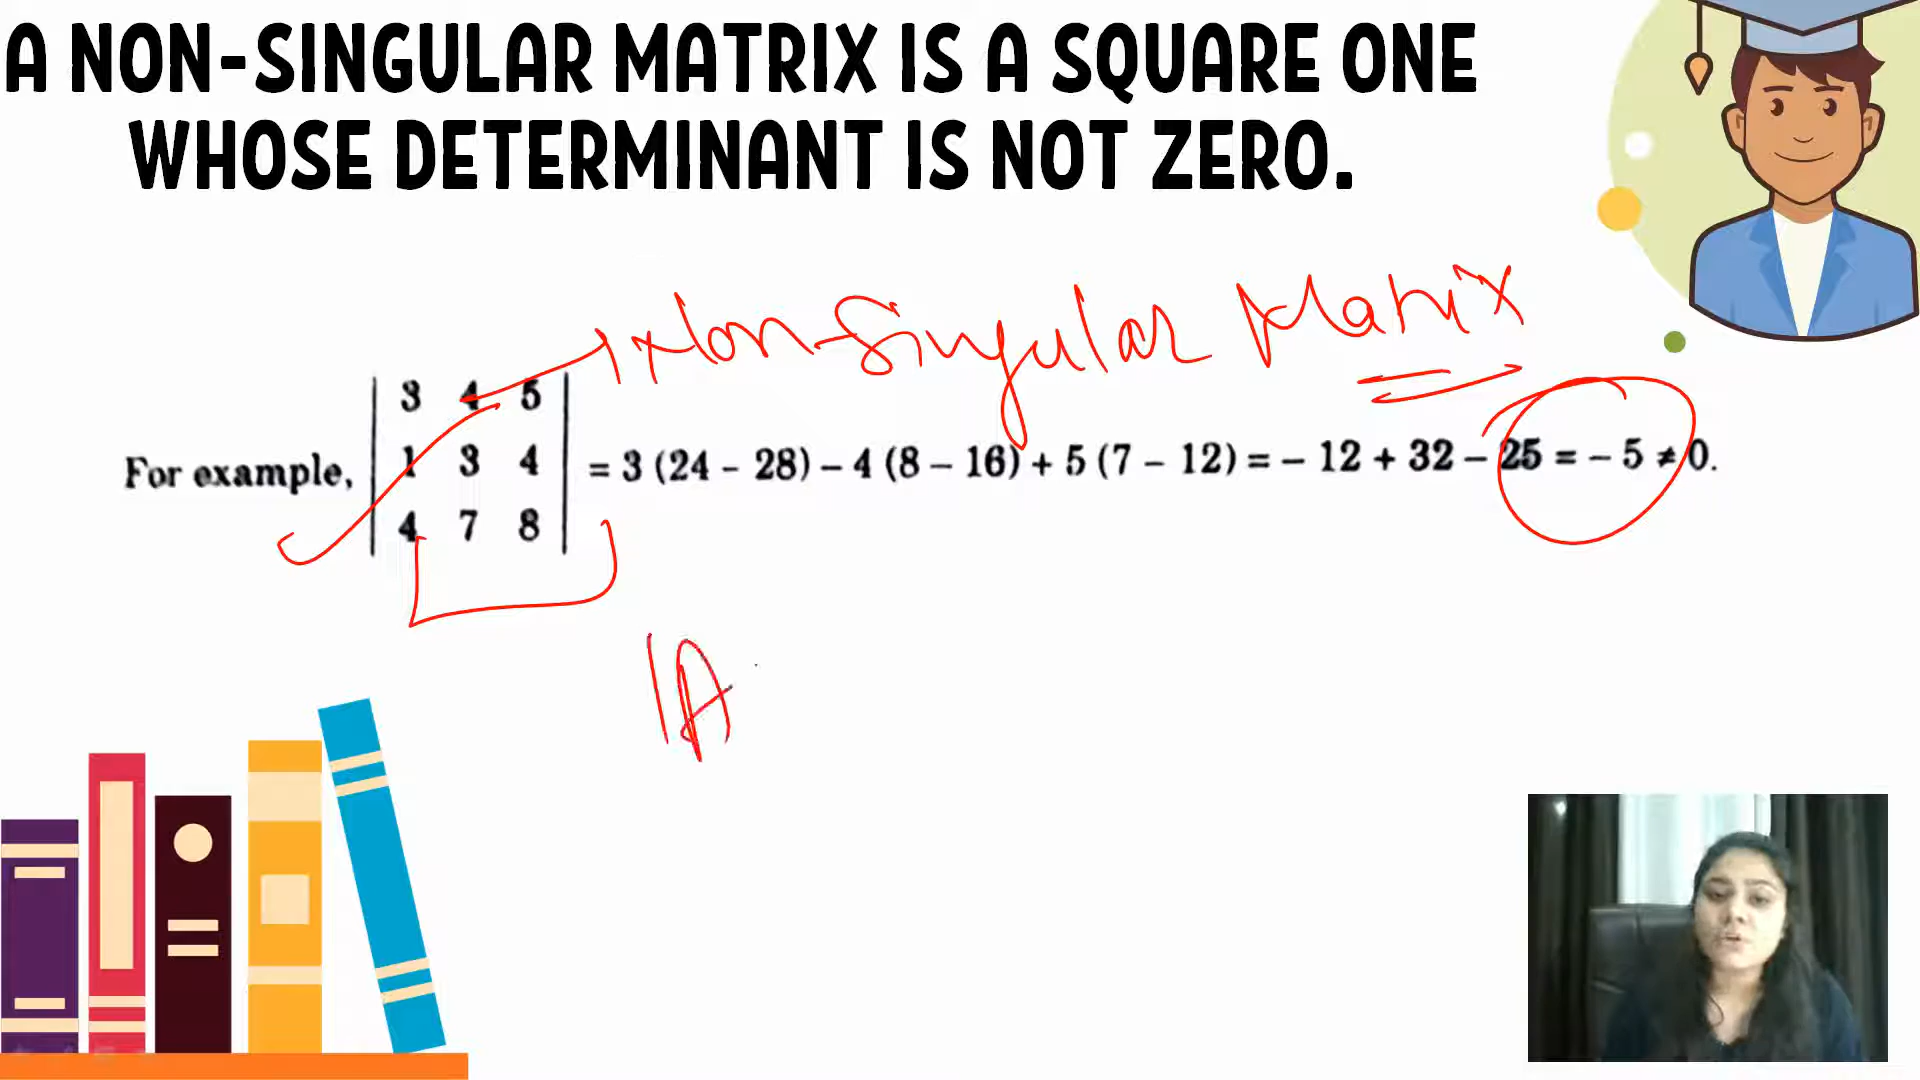 A NON-SINGULAR MATRIX IS A SQUARE ONE
WHOSE DETERMINANT IS NOT ZERO.
Non-Singular Matrix
For example, | 3 4 5 | = 3 (24 - 28) - 4 (8 - 16) + 5 (7 - 12) = - 12 + 32 - 25 = - 5 ≠ 0.
| 1 3 4 |
| 4 7 8 |
|A